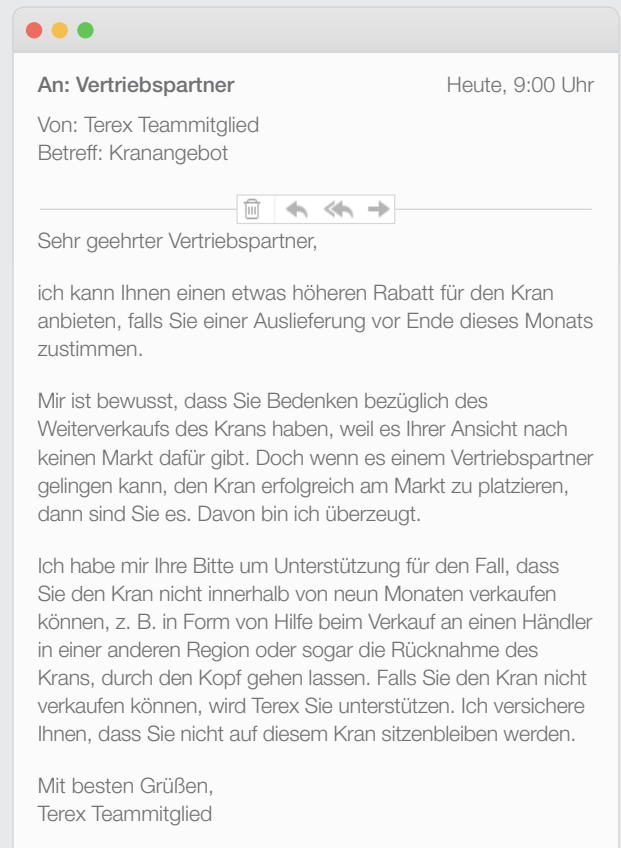 An: Vertriebspartner Heute, 9:00 Uhr
Von: Terex Teammitglied
Betreff: Kranangebot
Sehr geehrter Vertriebspartner,
ich kann Ihnen einen etwas höheren Rabatt für den Kran
anbieten, falls Sie einer Auslieferung vor Ende dieses Monats
zustimmen.
Mir ist bewusst, dass Sie Bedenken bezüglich des
Weiterverkaufs des Krans haben, weil es Ihrer Ansicht nach
keinen Markt dafür gibt. Doch wenn es einem Vertriebspartner
gelingen kann, den Kran erfolgreich am Markt zu platzieren,
dann sind Sie es. Davon bin ich überzeugt.
Ich habe mir Ihre Bitte um Unterstützung für den Fall, dass
Sie den Kran nicht innerhalb von neun Monaten verkaufen
können, z. B. in Form von Hilfe beim Verkauf an einen Händler
in einer anderen Region oder sogar die Rücknahme des
Krans, durch den Kopf gehen lassen. Falls Sie den Kran nicht
verkaufen können, wird Terex Sie unterstützen. Ich versichere
Ihnen, dass Sie nicht auf diesem Kran sitzenbleiben werden.
Mit besten Grüßen,
Terex Teammitglied